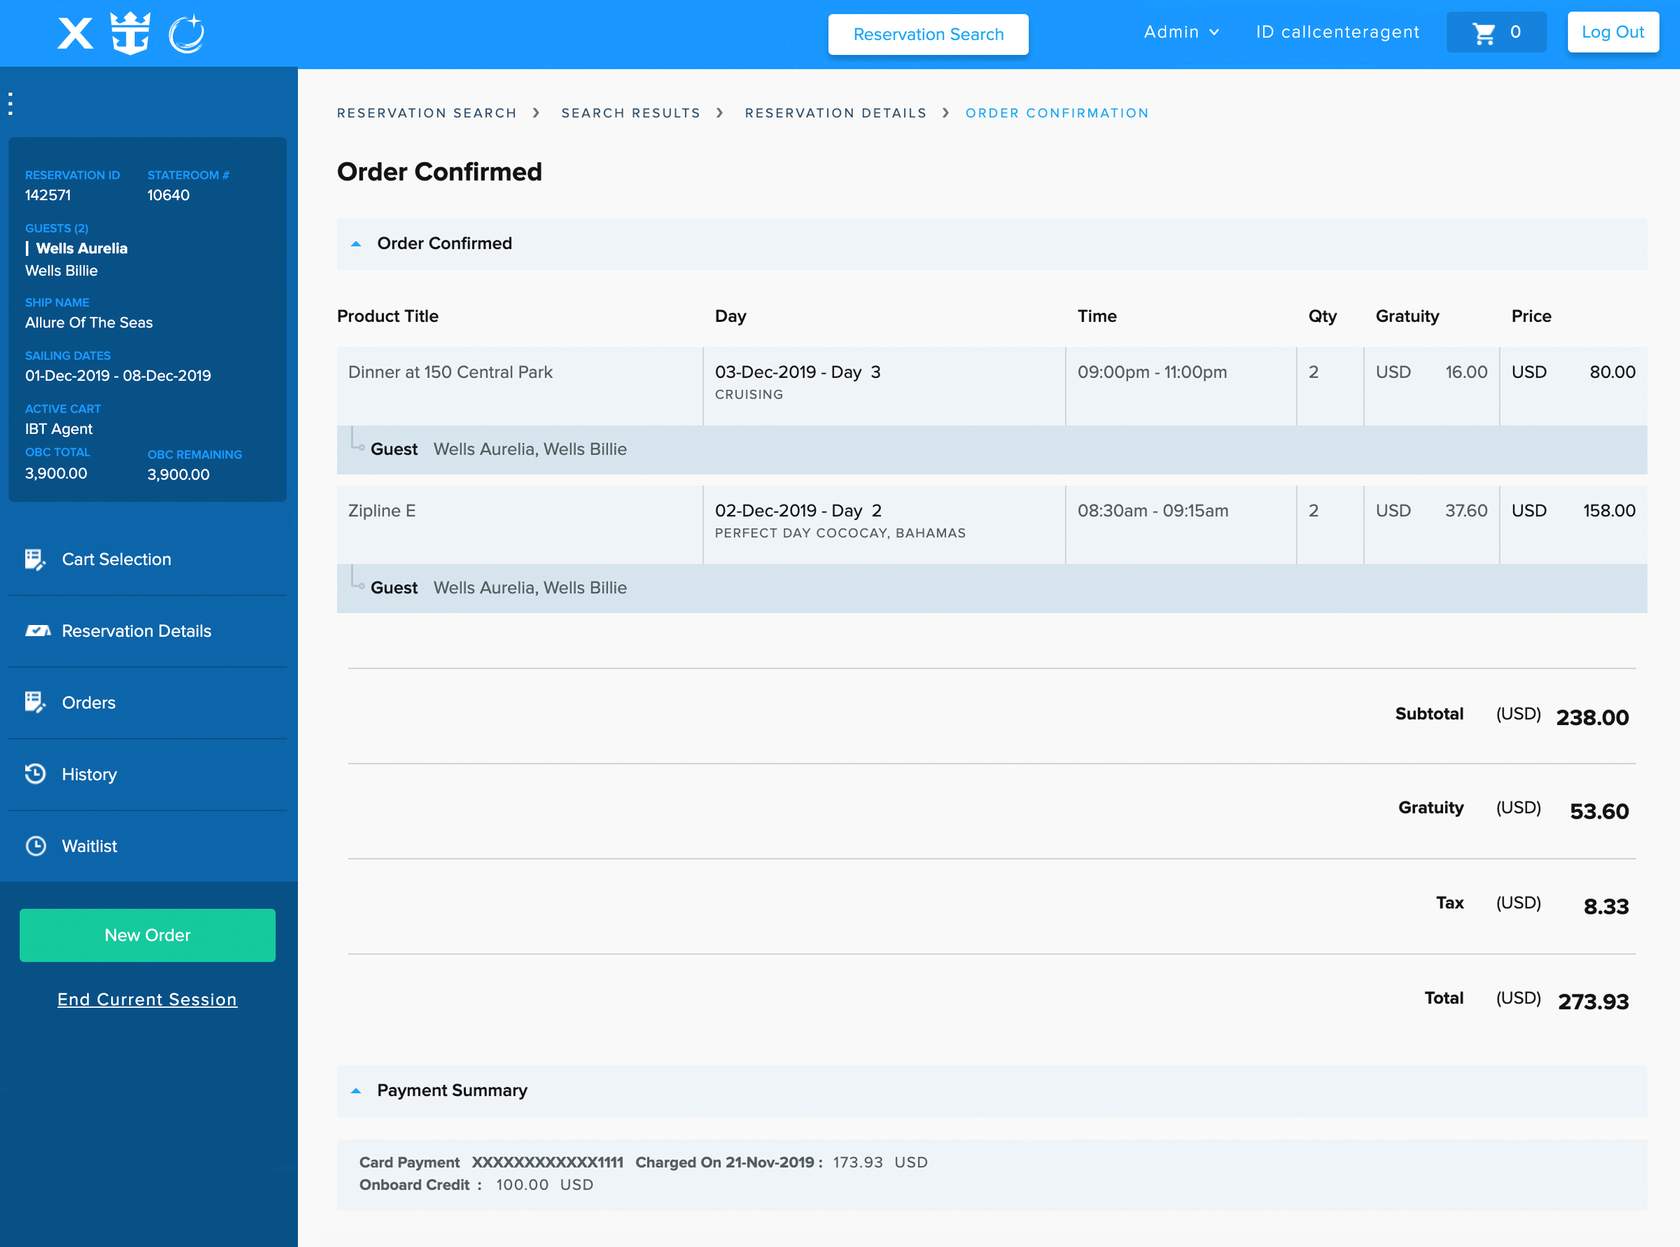 Reservation Search
Admin
ID callcenteragent
0
Log Out
RESERVATION ID
STATEROOM #
142571
10640
GUESTS (2)
Wells Aurelia
Wells Billie
SHIP NAME
Allure Of The Seas
SAILING DATES
01-Dec-2019 - 08-Dec-2019
ACTIVE CART
IBT Agent
OBC TOTAL
OBC REMAINING
3,900.00
3,900.00
Cart Selection
Reservation Details
Orders
History
Waitlist
New Order
End Current Session
RESERVATION SEARCH > SEARCH RESULTS > RESERVATION DETAILS > ORDER CONFIRMATION
Order Confirmed
Order Confirmed
Product Title Day Time Qty Gratuity Price
Dinner at 150 Central Park 03-Dec-2019 - Day 3 09:00pm - 11:00pm 2 USD 16.00 USD 80.00
CRUISING
Guest Wells Aurelia, Wells Billie
Zipline E 02-Dec-2019 - Day 2 08:30am - 09:15am 2 USD 37.60 USD 158.00
PERFECT DAY COCOCAY, BAHAMAS
Guest Wells Aurelia, Wells Billie
Subtotal (USD) 238.00
Gratuity (USD) 53.60
Tax (USD) 8.33
Total (USD) 273.93
Payment Summary
Card Payment XXXXXXXXXXXX1111 Charged On 21-Nov-2019 : 173.93 USD
Onboard Credit : 100.00 USD